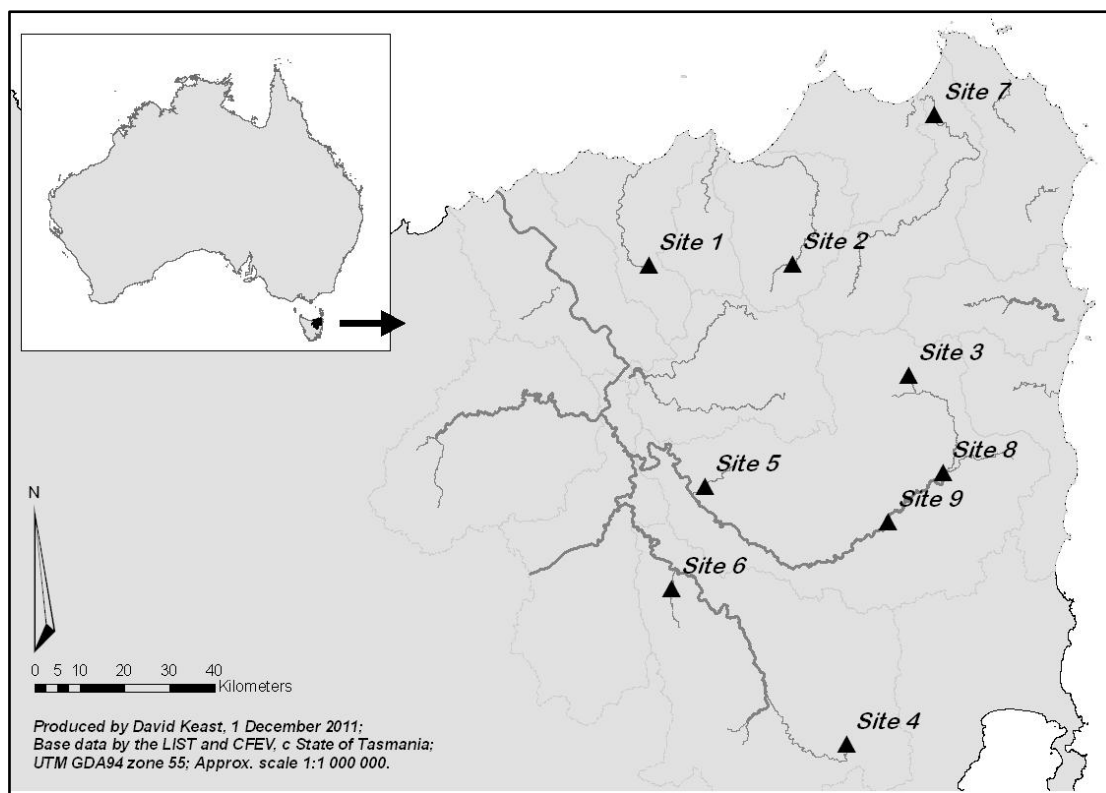 Site 7
Site 1
Site 2
Site 3
Site 5
Site 8
Site 9
Site 6
Site 4
N
0 5 10 20 30 40
Kilometers
Produced by David Keast, 1 December 2011;
Base data by the LIST and CFEV, c State of Tasmania;
UTM GDA94 zone 55; Approx. scale 1:1 000 000.